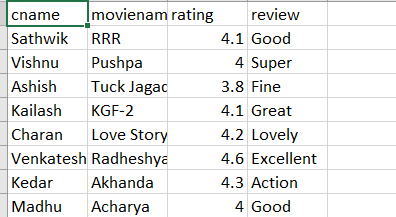 cname movienam rating review
Sathwik RRR 4.1 Good
Vishnu Pushpa 4 Super
Ashish Tuck Jagad 3.8 Fine
Kailash KGF-2 4.1 Great
Charan Love Story 4.2 Lovely
Venkatesh Radheshya 4.6 Excellent
Kedar Akhanda 4.3 Action
Madhu Acharya 4 Good